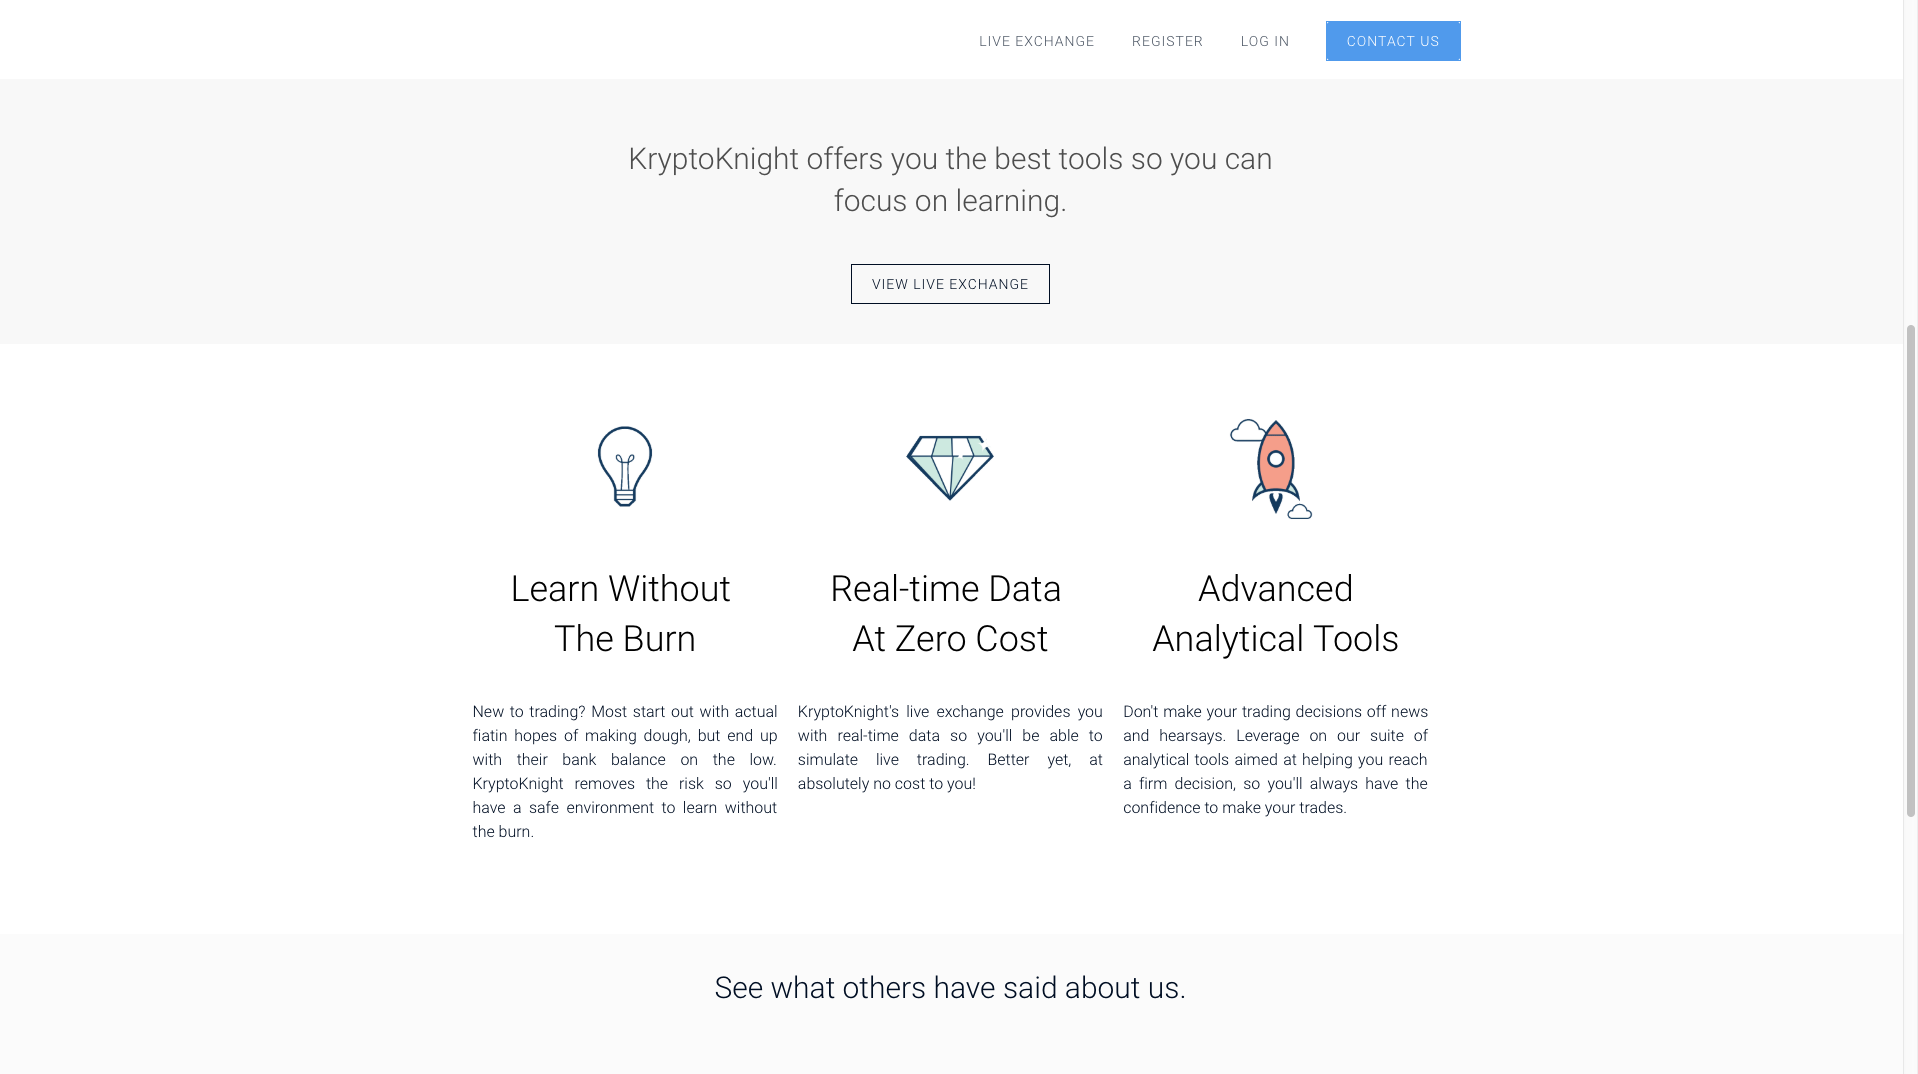 LIVE EXCHANGE REGISTER LOG IN CONTACT US
KryptoKnight offers you the best tools so you can
focus on learning.
VIEW LIVE EXCHANGE
Learn Without
The Burn
New to trading? Most start out with actual
fiatin hopes of making dough, but end up
with their bank balance on the low.
KryptoKnight removes the risk so you'll
have a safe environment to learn without
the burn.
Real-time Data
At Zero Cost
KryptoKnight's live exchange provides you
with real-time data so you'll be able to
simulate live trading. Better yet, at
absolutely no cost to you!
Advanced
Analytical Tools
Don't make your trading decisions off news
and hearsays. Leverage on our suite of
analytical tools aimed at helping you reach
a firm decision, so you'll always have the
confidence to make your trades.
See what others have said about us.